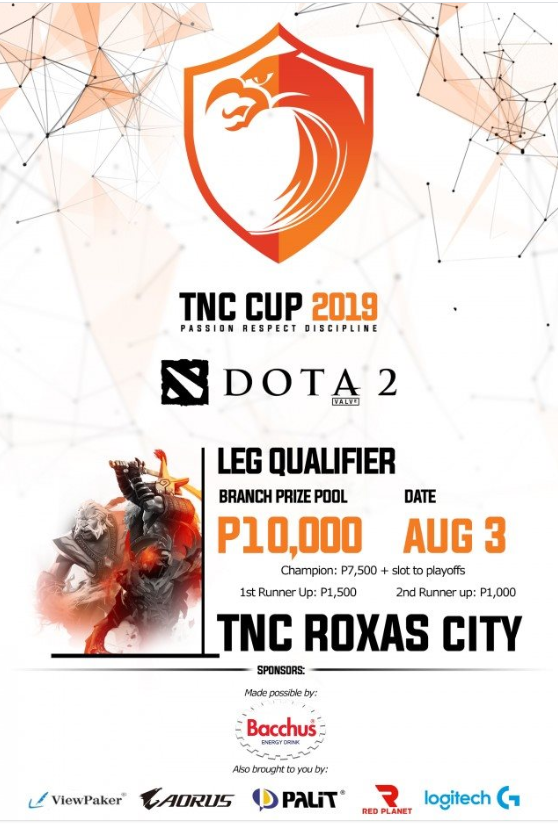 TNC CUP 2019
PASSION RESPECT DISCIPLINE
DOTA 2
VALVE
LEG QUALIFIER
BRANCH PRIZE POOL DATE
P10,000 AUG 3
Champion: P7,500 + slot to playoffs
1st Runner Up: P1,500 2nd Runner up: P1,000
TNC ROXAS CITY
SPONSORS:
Made possible by:
Bacchus
ENERGY DRINK
Also brought to you by:
ViewPaker® AORUS PALiT® RED PLANET logitech G